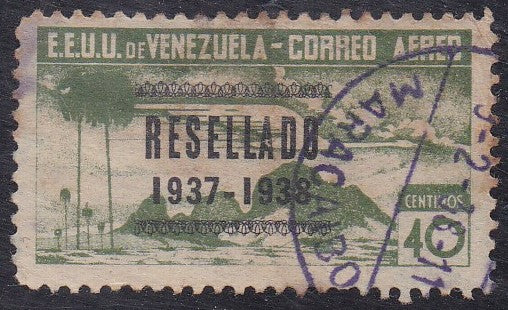 E.E.U.U. DE VENEZUELA - CORREO AEREO
RESELLADO
1937-1938
CENTIMOS
40
MARACAIBO